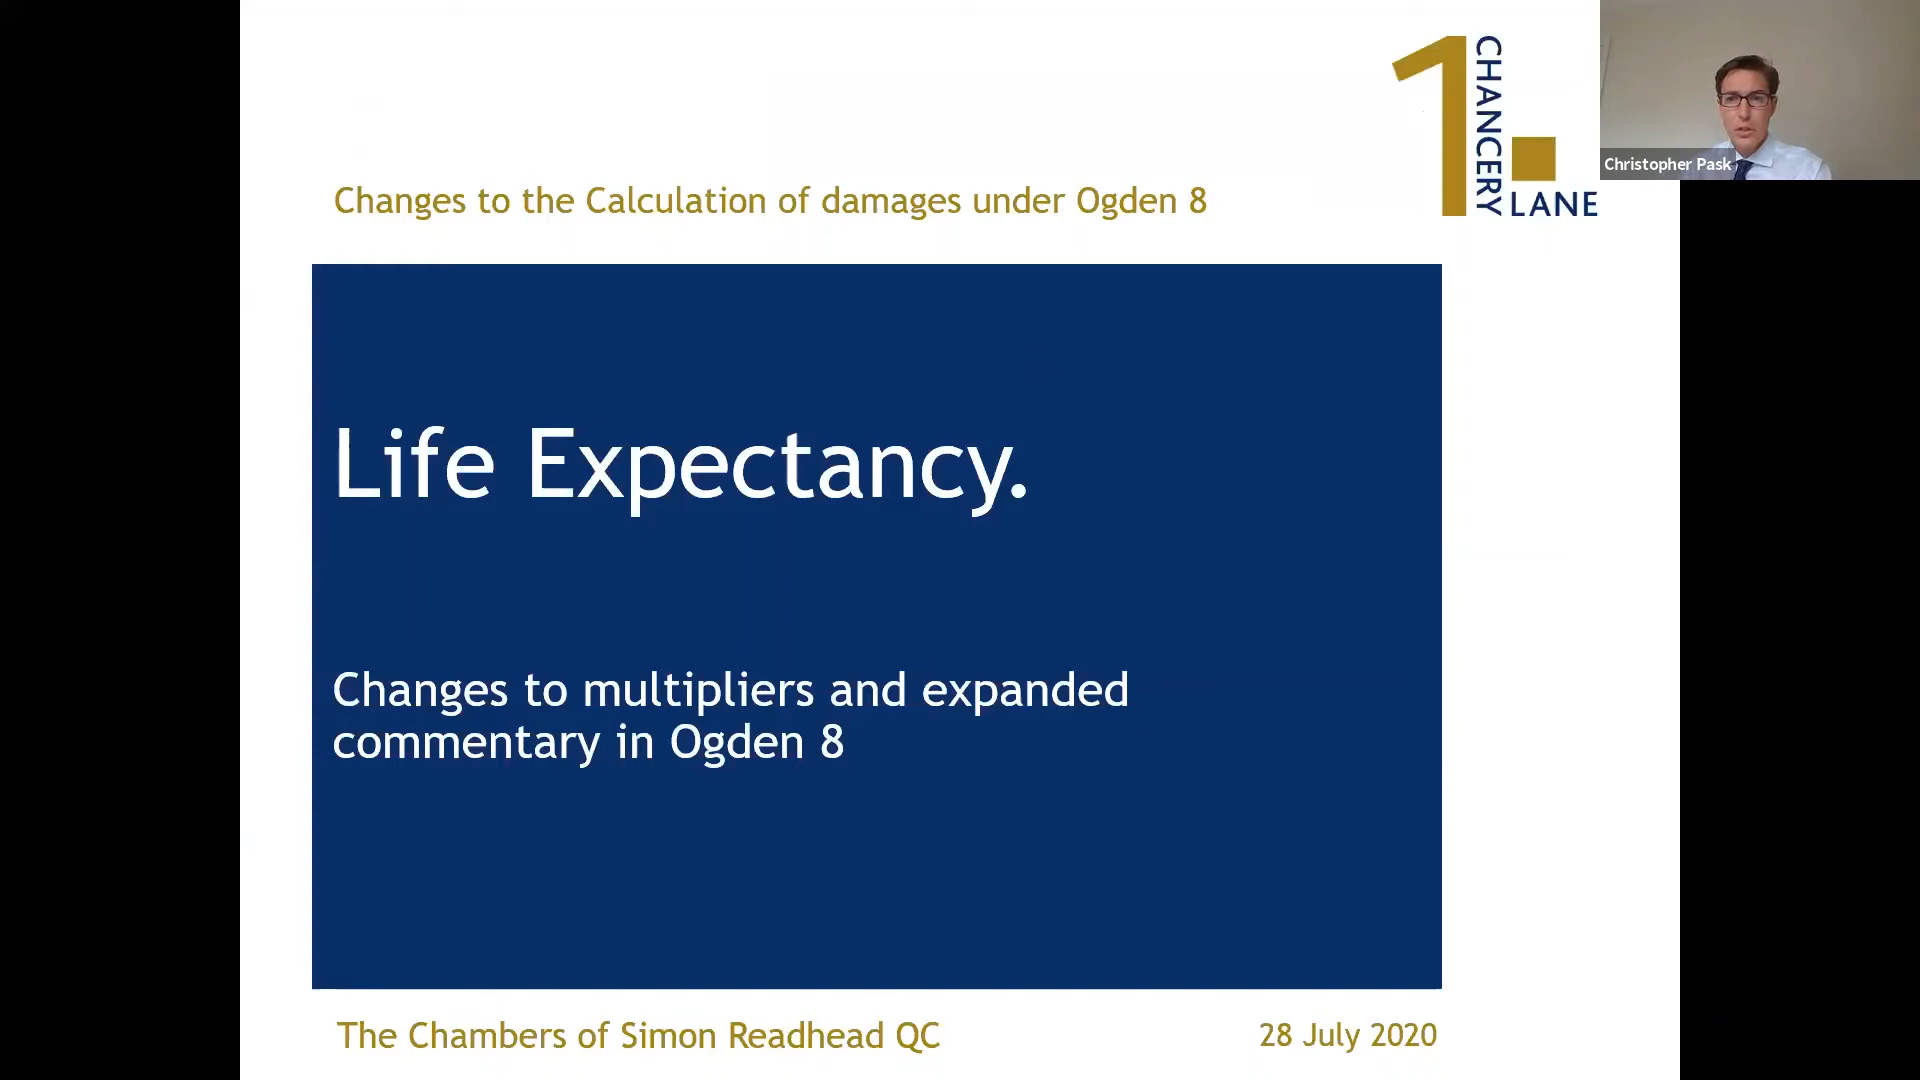 1 CHANCERY LANE
Christopher Pask
Changes to the Calculation of damages under Ogden 8
Life Expectancy.
Changes to multipliers and expanded
commentary in Ogden 8
The Chambers of Simon Readhead QC
28 July 2020